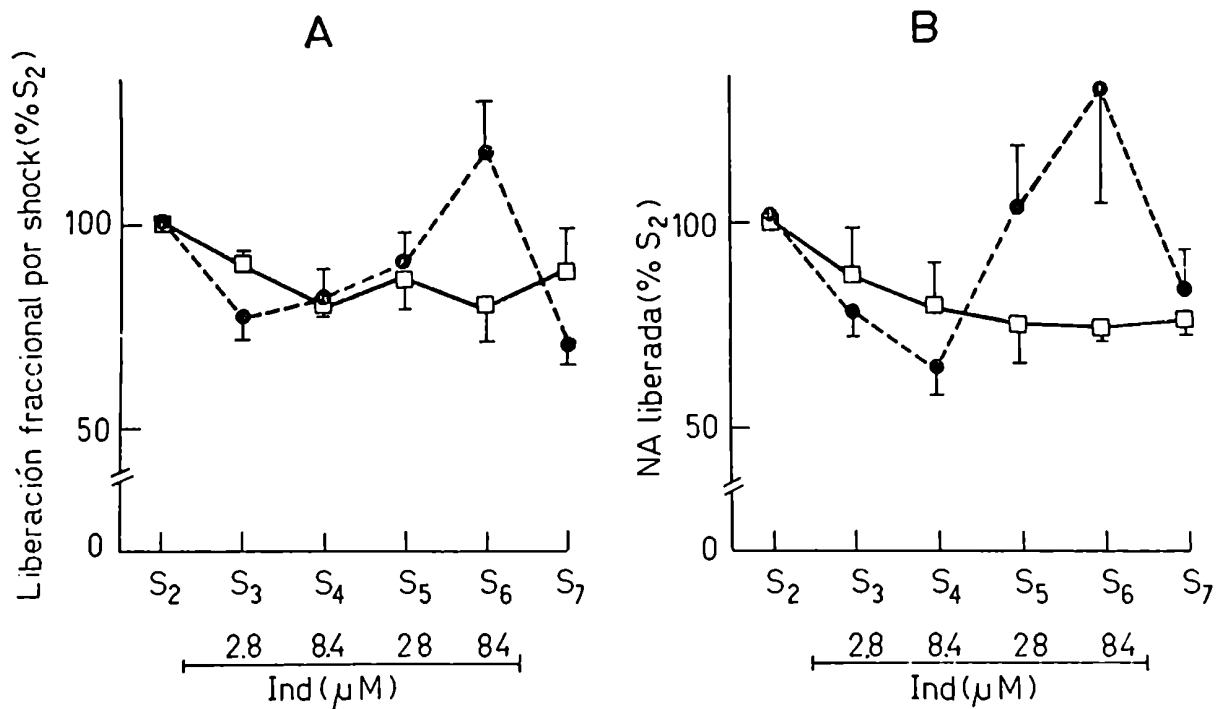 A
Liberación fraccional por shock (% S2)
100
50
0
S2 S3 S4 S5 S6 S7
2.8 8.4 28 84
Ind (μM)
B
NA liberada (% S2)
100
50
0
S2 S3 S4 S5 S6 S7
2.8 8.4 28 84
Ind (μM)